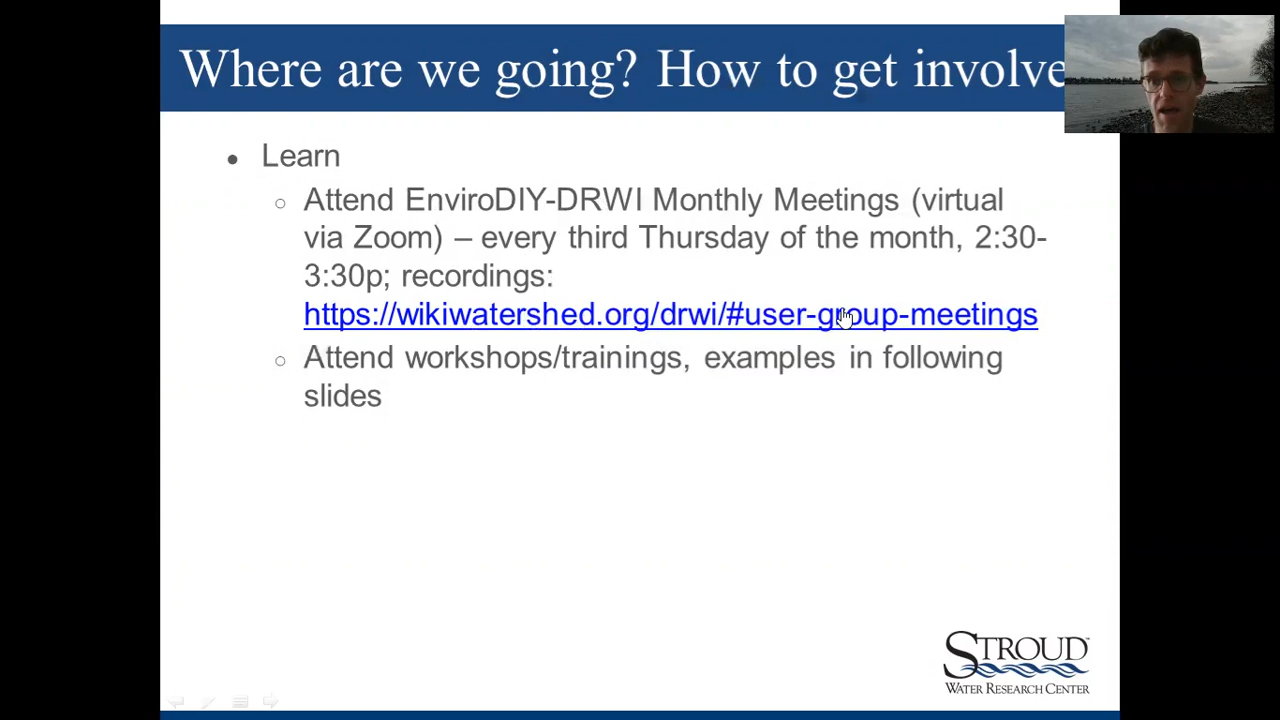 Where are we going? How to get involve
Learn
Attend EnviroDIY-DRWI Monthly Meetings (virtual
via Zoom) – every third Thursday of the month, 2:30-
3:30p; recordings:
https://wikiwatershed.org/drwi/#user-group-meetings
Attend workshops/trainings, examples in following
slides
STROUD™
WATER RESEARCH CENTER